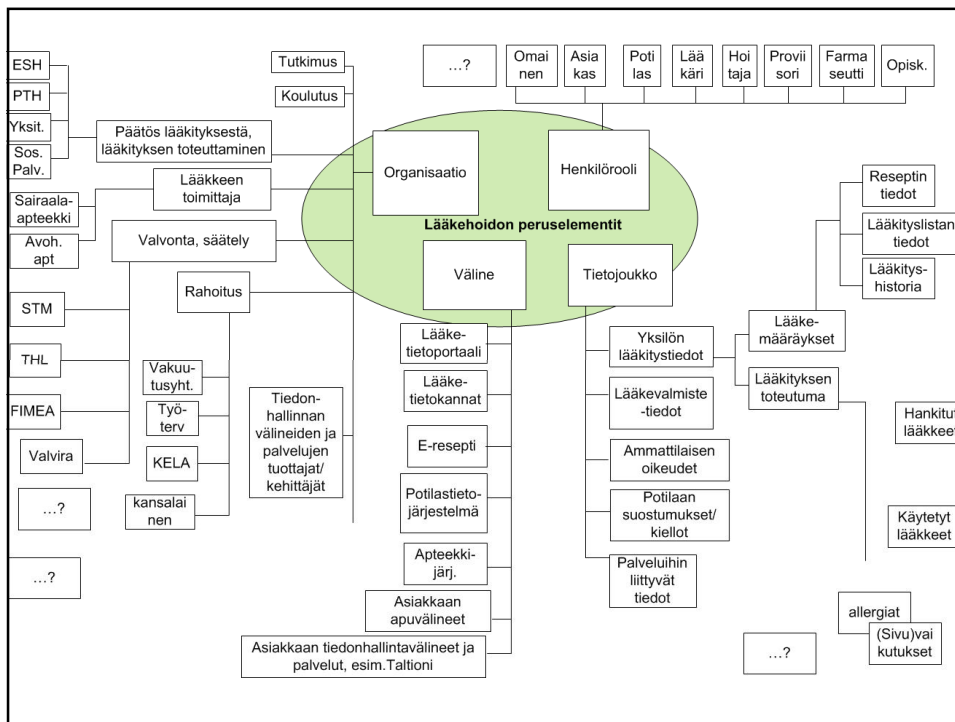 …?
Omai
nen
Asia
kas
Poti
las
Lää
käri
Hoi
taja
Provii
sori
Farma
seutti
Opisk.
ESH
PTH
Yksit.
Sos.
Palv.
Tutkimus
Koulutus
Päätös lääkityksestä,
lääkityksen toteuttaminen
Lääkkeen
toimittaja
Sairaala-
apteekki
Avoh.
apt
Valvonta, säätely
Rahoitus
STM
THL
FIMEA
Valvira
…?
…?
Vakuu
tusyht.
Työ-
terv
KELA
kansalai
nen
Tiedon-
hallinnan
välineiden ja
palvelujen
tuottajat/
kehittäjät
Organisaatio
Henkilörooli
Lääkehoidon peruselementit
Väline
Tietojoukko
Lääke-
tietoportaali
Lääke-
tietokannat
E-resepti
Potilastieto-
järjestelmä
Apteekki-
järj.
Asiakkaan
apuvälineet
Asiakkaan tiedonhallintavälineet ja
palvelut, esim.Taltioni
Yksilön
lääkitystiedot
Lääkevalmiste
-tiedot
Ammattilaisen
oikeudet
Potilaan
suostumukset/
kiellot
Palveluihin
liittyvät
tiedot
Lääke-
määräykset
Lääkityksen
toteutuma
Reseptin
tiedot
Lääkityslistan
tiedot
Lääkitys-
historia
Hankitut
lääkkeet
Käytetyt
lääkkeet
allergiat
(Sivu)vai
kutukset
…?